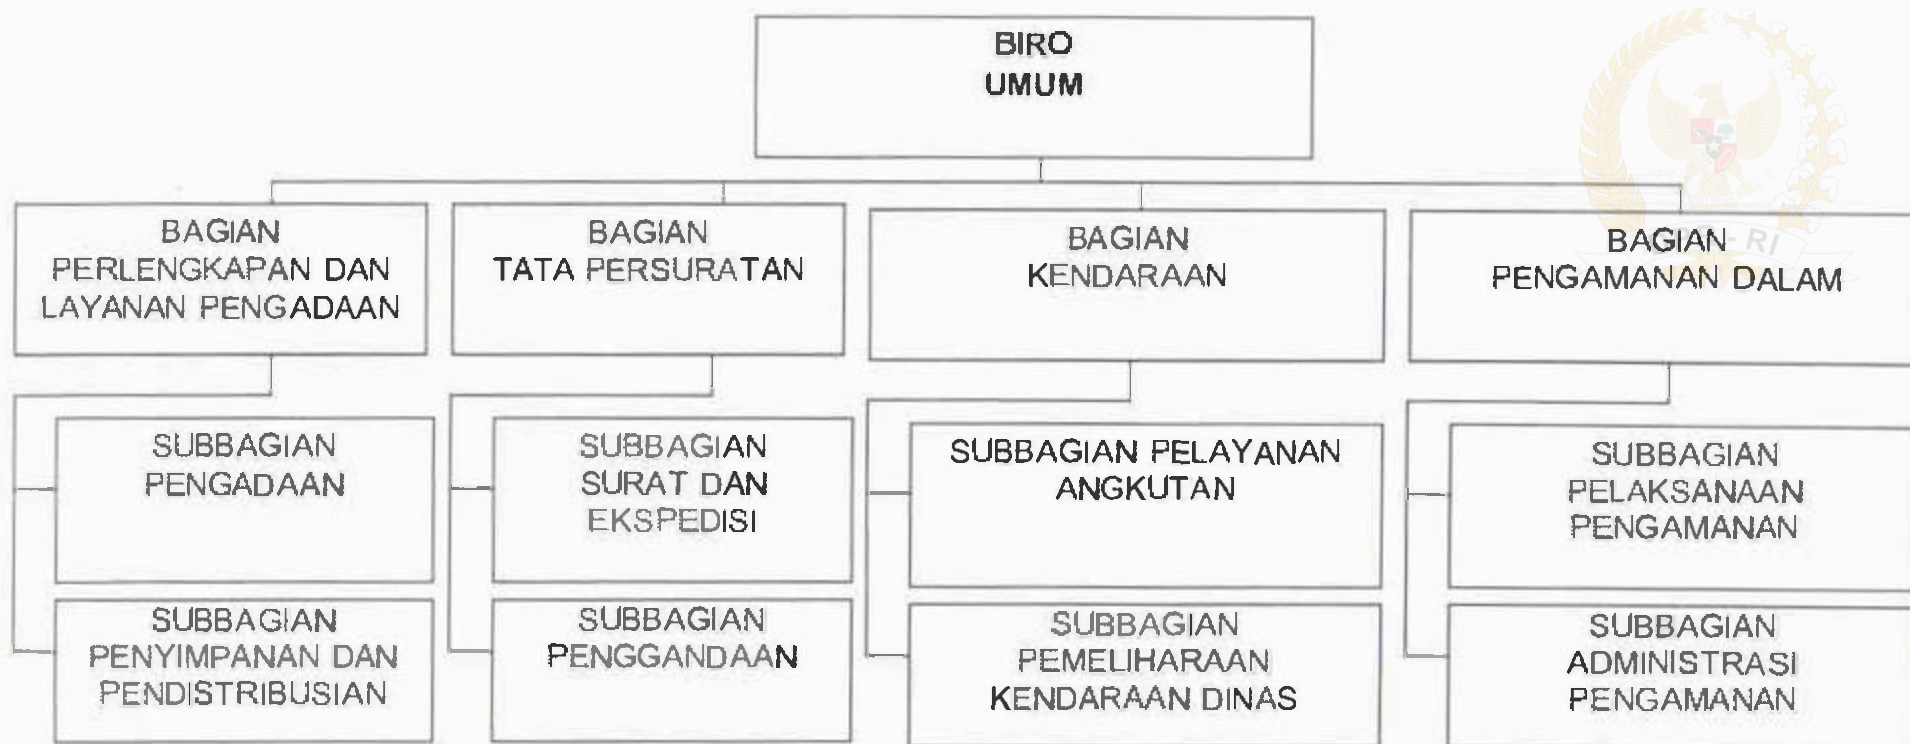 BIRO
UMUM
BAGIAN
PERLENGKAPAN DAN
LAYANAN PENGADAAN
BAGIAN
TATA PERSURATAN
BAGIAN
KENDARAAN
BAGIAN
PENGAMANAN DALAM
SUBBAGIAN
PENGADAAN
SUBBAGIAN
SURAT DAN
EKSPEDISI
SUBBAGIAN PELAYANAN
ANGKUTAN
SUBBAGIAN
PELAKSANAAN
PENGAMANAN
SUBBAGIAN
PENYIMPANAN DAN
PENDISTRIBUSIAN
SUBBAGIAN
PENGGANDAAN
SUBBAGIAN
PEMELIHARAAN
KENDARAAN DINAS
SUBBAGIAN
ADMINISTRASI
PENGAMANAN